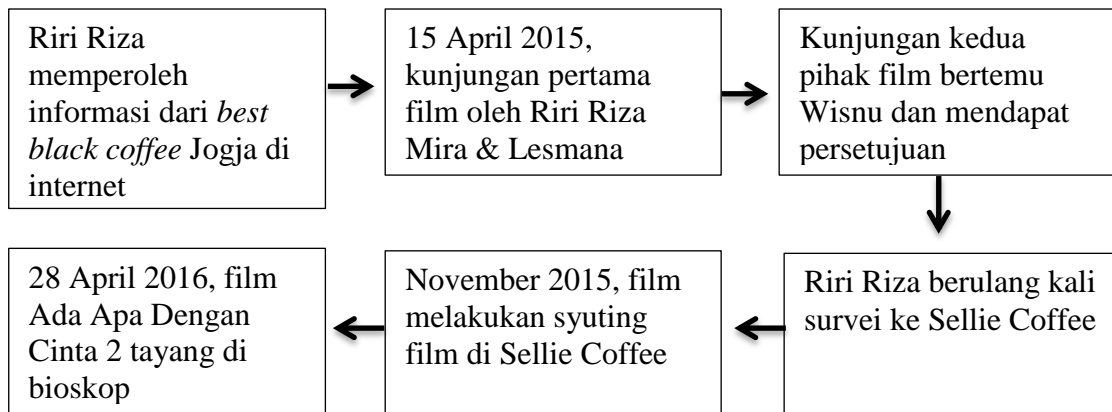 Riri Riza
memperoleh
informasi dari best
black coffee Jogja di
internet
15 April 2015,
kunjungan pertama
film oleh Riri Riza
Mira & Lesmana
Kunjungan kedua
pihak film bertemu
Wisnu dan mendapat
persetujuan
Riri Riza berulang kali
survei ke Sellie Coffee
November 2015, film
melakukan syuting
film di Sellie Coffee
28 April 2016, film
Ada Apa Dengan
Cinta 2 tayang di
bioskop